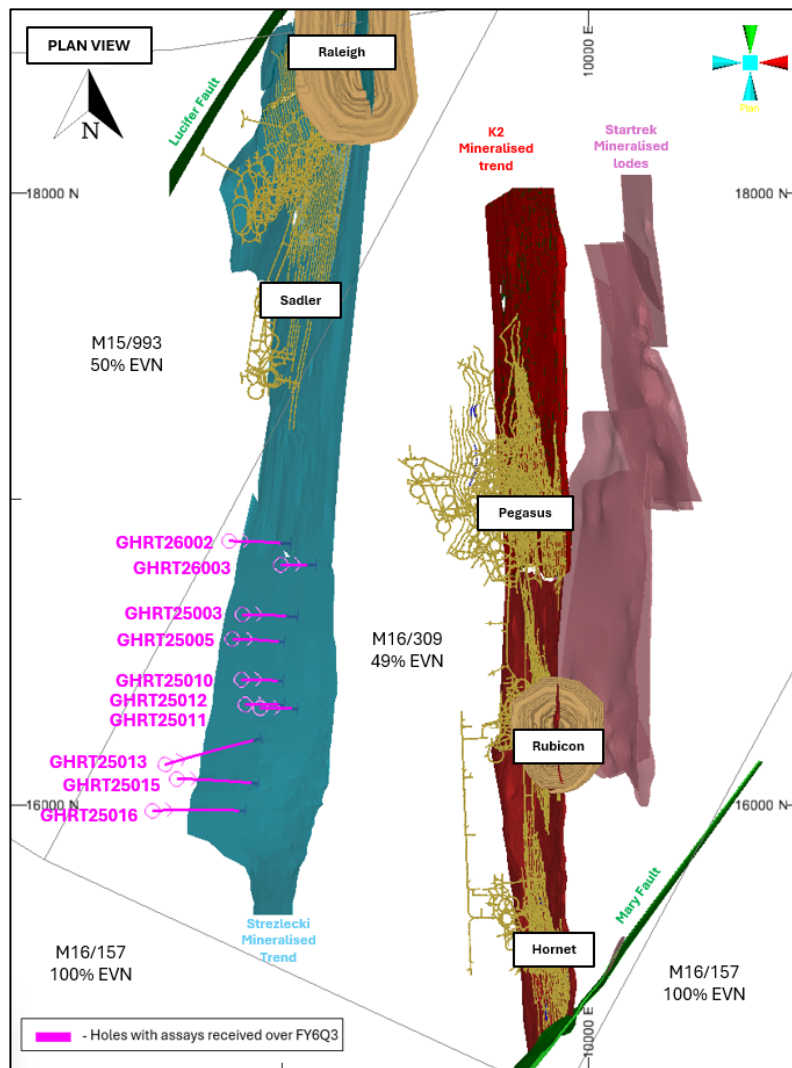 PLAN VIEW
N
Raleigh
Lucifer Fault
10000 E
Plan
K2
Mineralised
trend
Startrek
Mineralised
lodes
18000 N
18000 N
Sadler
M15/993
50% EVN
Pegasus
GHRT26002
GHRT26003
GHRT25003
GHRT25005
M16/309
49% EVN
GHRT25010
GHRT25012
GHRT25011
GHRT25013
GHRT25015
GHRT25016
Rubicon
16000 N
16000 N
Mary Fault
Strezlecki
Mineralised
Trend
Hornet
M16/157
100% EVN
M16/157
100% EVN
10000 E
- Holes with assays received over FY6Q3